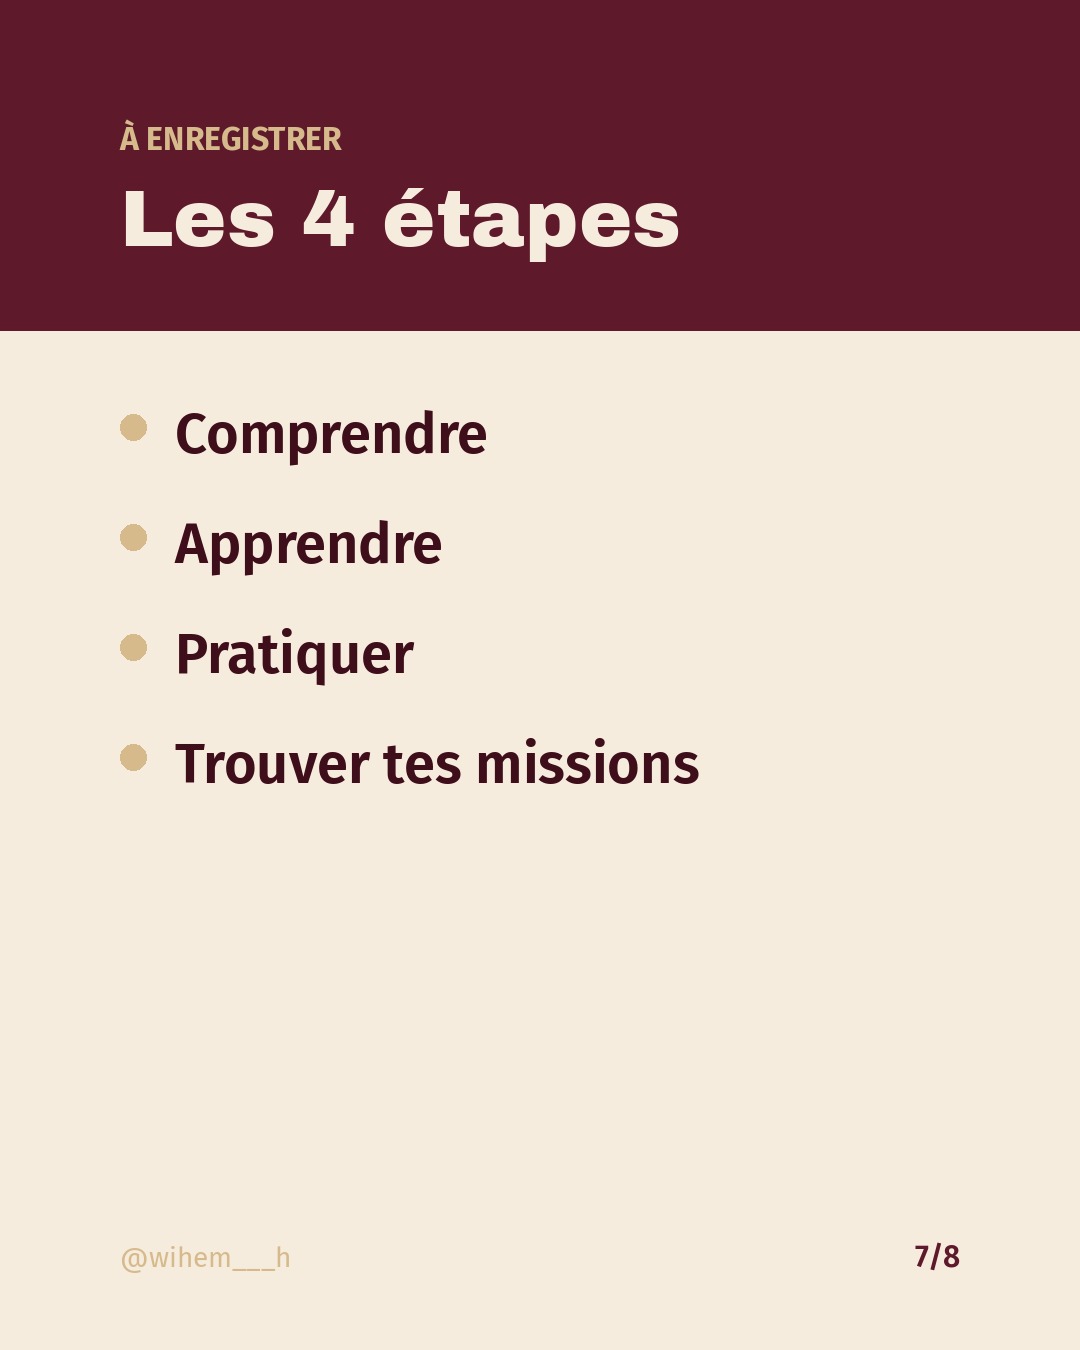 À ENREGISTRER
Les 4 étapes
Comprendre
Apprendre
Pratiquer
Trouver tes missions
@wihem___h
7/8